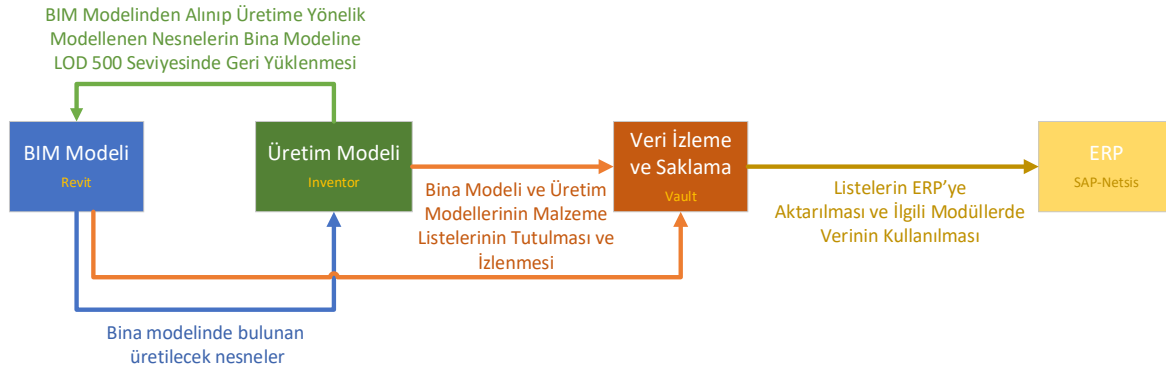 BIM Modelinden Alınıp Üretime Yönelik
Modellenen Nesnelerin Bina Modeline
LOD 500 Seviyesinde Geri Yüklenmesi
BIM Modeli
Revit
Üretim Modeli
Inventor
Veri İzleme
ve Saklama
Vault
ERP
SAP-Netsis
Bina Modeli ve Üretim
Modellerinin Malzeme
Listelerinin Tutulması ve
İzlenmesi
Listelerin ERP’ye
Aktarılması ve İlgili Modüllerde
Verinin Kullanılması
Bina modelinde bulunan
üretilecek nesneler